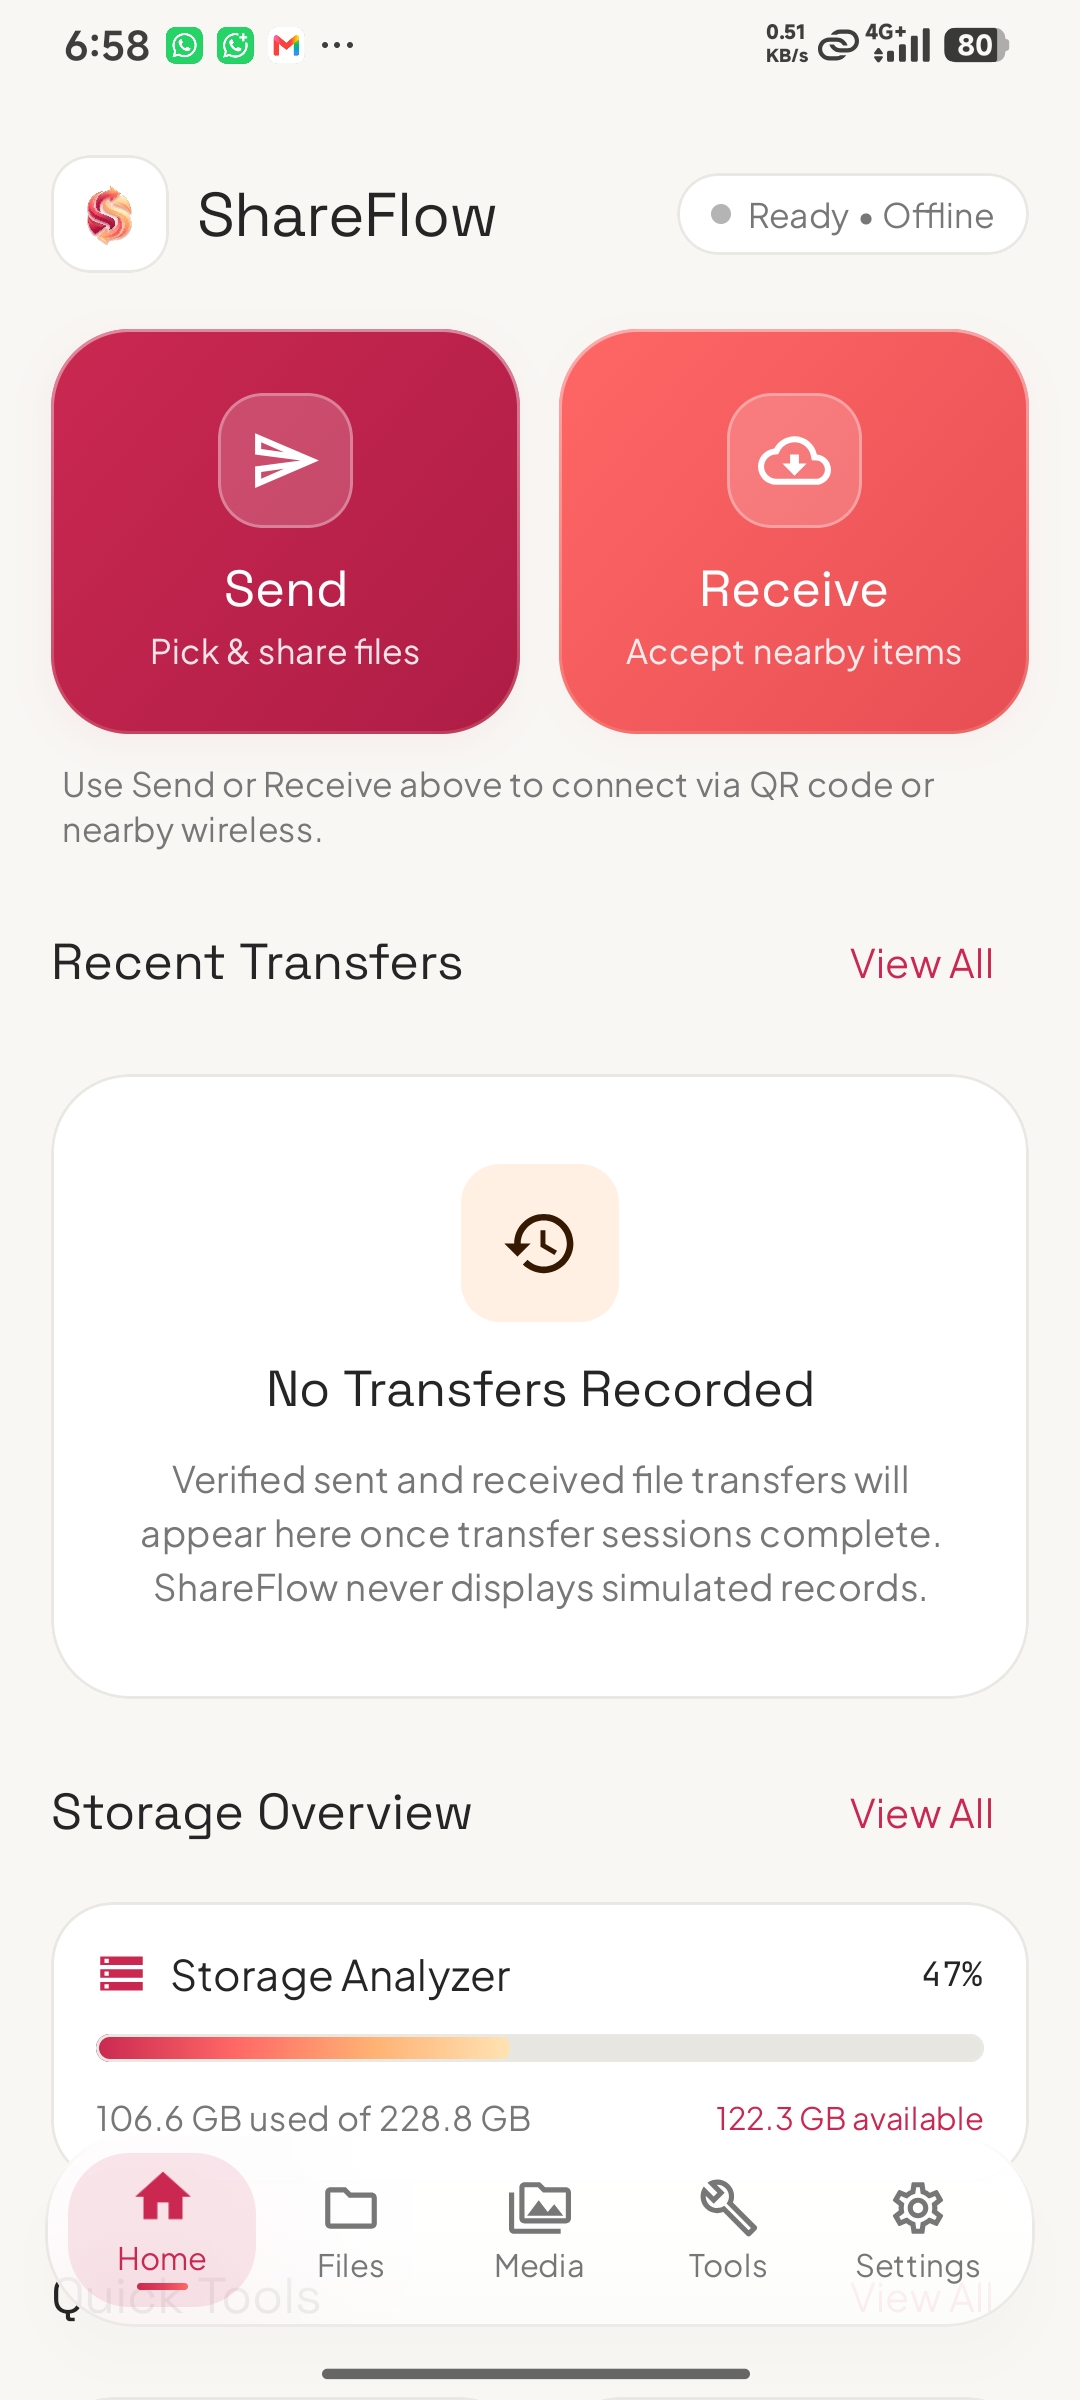 6:58
0.51
KB/s
4G+
80
ShareFlow
Ready • Offline
Send
Pick & share files
Receive
Accept nearby items
Use Send or Receive above to connect via QR code or
nearby wireless.
Recent Transfers
View All
No Transfers Recorded
Verified sent and received file transfers will
appear here once transfer sessions complete.
ShareFlow never displays simulated records.
Storage Overview
View All
Storage Analyzer
47%
106.6 GB used of 228.8 GB
122.3 GB available
Home
Files
Media
Tools
Settings
Quick Tools
View All